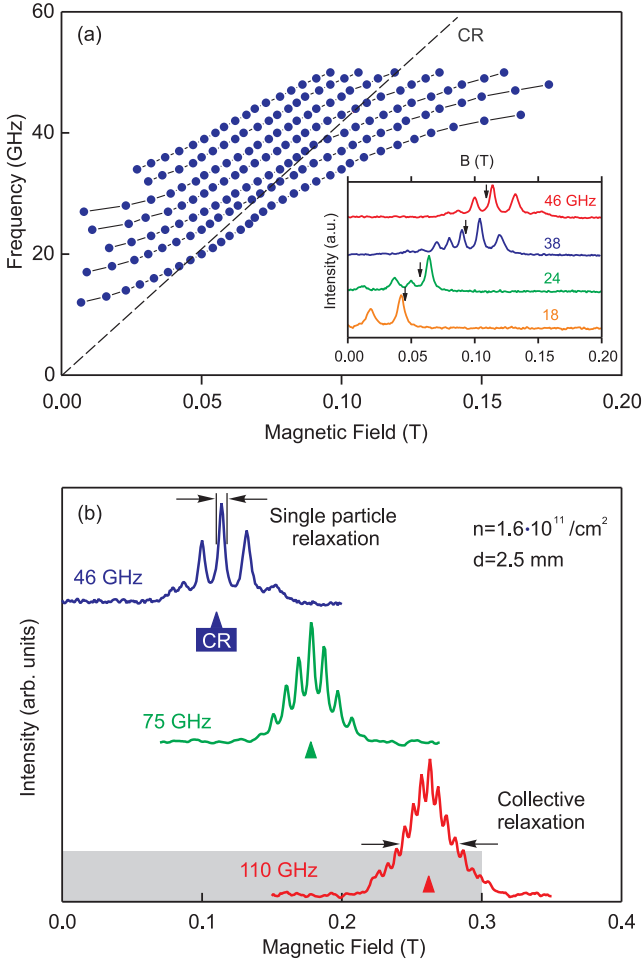 (a)
CR
60
40
20
0
Frequency (GHz)
0.00 0.05 0.10 0.15 0.20
Magnetic Field (T)
B (T)
Intensity (a.u.)
46 GHz
38
24
18
0.00 0.05 0.10 0.15 0.20
(b)
Single particle
relaxation
n=1.6·10¹¹/cm²
d=2.5 mm
46 GHz
CR
75 GHz
Collective
relaxation
110 GHz
Intensity (arb. units)
0.0 0.1 0.2 0.3 0.4
Magnetic Field (T)